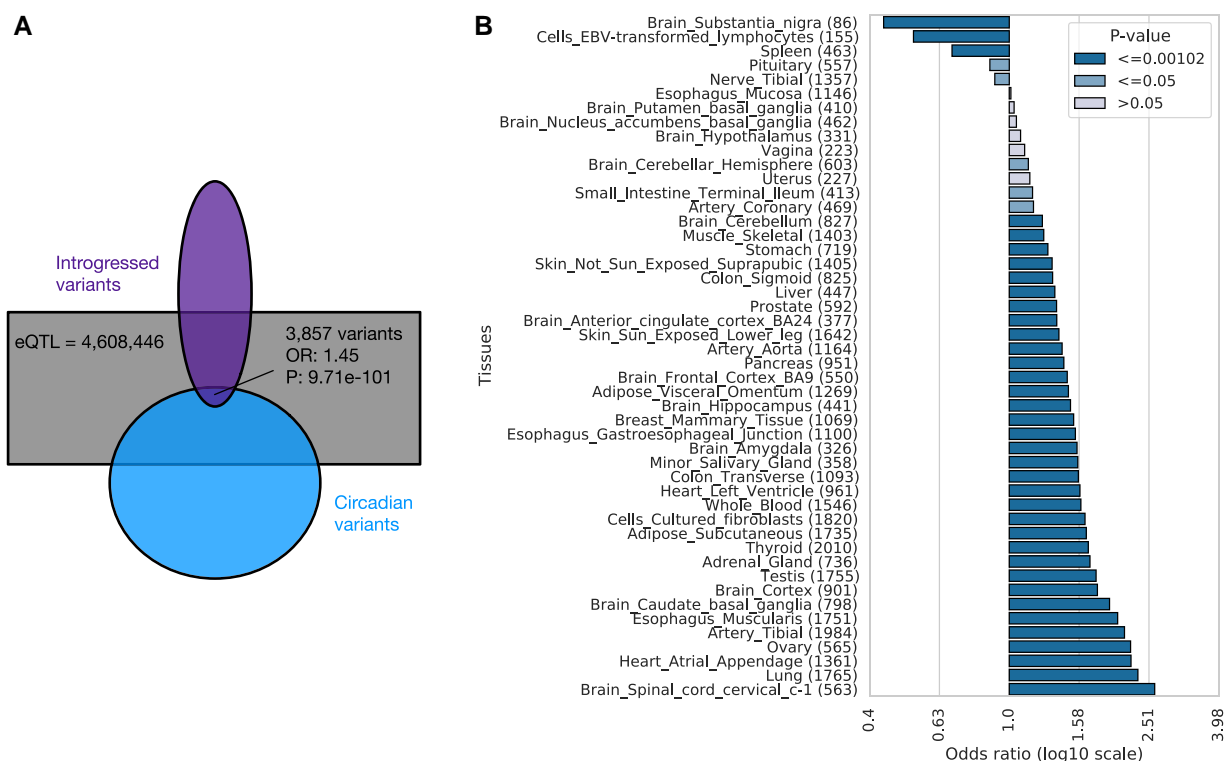 A
Introgressed
variants
eQTL = 4,608,446
3,857 variants
OR: 1.45
P: 9.71e-101
Circadian
variants
B
Tissues
Brain_Substantia_nigra (86)
Cells_EBV-transformed_lymphocytes (155)
Spleen (463)
Pituitary (557)
Nerve_Tibial (1357)
Esophagus_Mucosa (1146)
Brain_Putamen_basal_ganglia (410)
Brain_Nucleus_accumbens_basal_ganglia (462)
Brain_Hypothalamus (331)
Vagina (223)
Brain_Cerebellar_Hemisphere (603)
Uterus (227)
Small_Intestine_Terminal_Ileum (413)
Artery_Coronary (469)
Brain_Cerebellum (827)
Muscle_Skeletal (1403)
Stomach (719)
Skin_Not_Sun_Exposed_Suprapubic (1405)
Colon_Sigmoid (825)
Liver (447)
Prostate (592)
Brain_Anterior_cingulate_cortex_BA24 (377)
Skin_Sun_Exposed_Lower_leg (1642)
Artery_Aorta (1164)
Pancreas (951)
Brain_Frontal_Cortex_BA9 (550)
Adipose_Visceral_Omentum (1269)
Brain_Hippocampus (441)
Breast_Mammary_Tissue (1069)
Esophagus_Gastroesophageal_Junction (1100)
Brain_Amygdala (326)
Minor_Salivary_Gland (358)
Colon_Transverse (1093)
Heart_Left_Ventricle (961)
Whole_Blood (1546)
Cells_Cultured_fibroblasts (1820)
Adipose_Subcutaneous (1735)
Thyroid (2010)
Adrenal_Gland (736)
Testis (1755)
Brain_Cortex (901)
Brain_Caudate_basal_ganglia (798)
Esophagus_Muscularis (1751)
Artery_Tibial (1984)
Ovary (565)
Heart_Atrial_Appendage (1361)
Lung (1765)
Brain_Spinal_cord_cervical_c-1 (563)
P-value
<=0.00102
<=0.05
>0.05
0.4
0.63
1.0
1.58
2.51
3.98
Odds ratio (log10 scale)